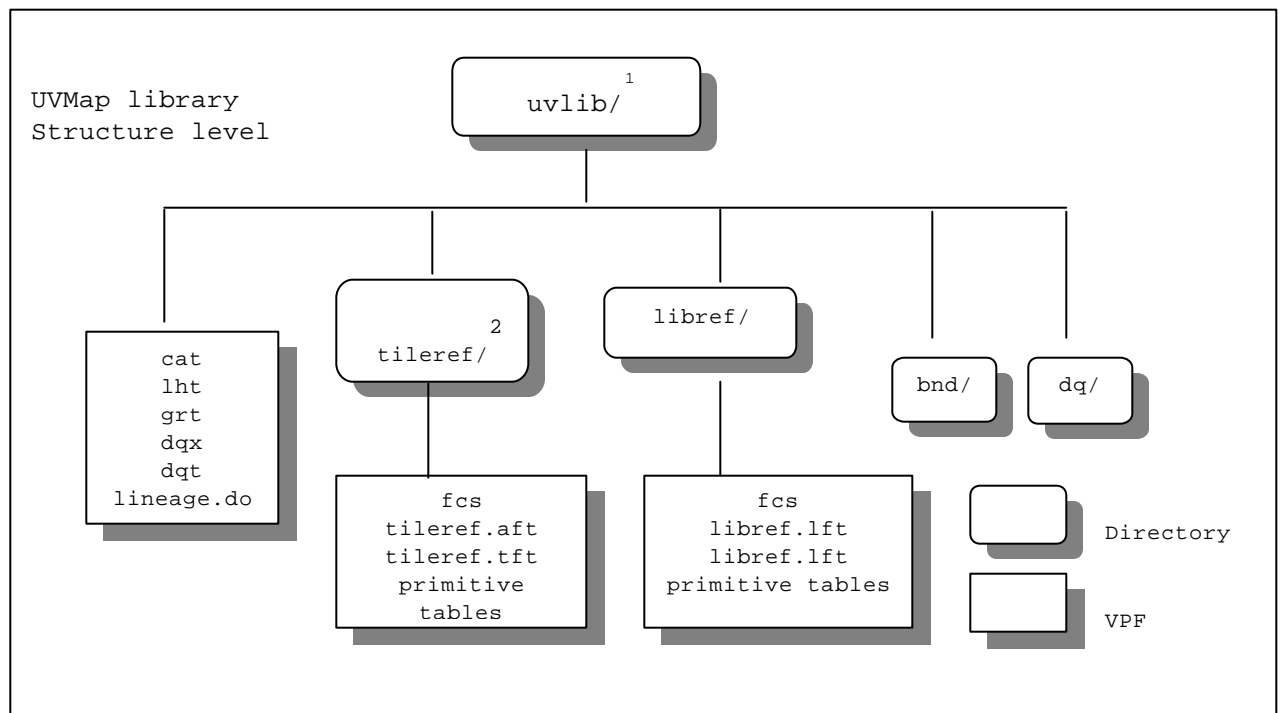 UVMap library
Structure level
1
uvlib/
2
tileref/
libref/
bnd/
dq/
cat
lht
grt
dqx
dqt
lineage.do
fcs
tileref.aft
tileref.tft
primitive
tables
fcs
libref.lft
libref.lft
primitive tables
Directory
VPF